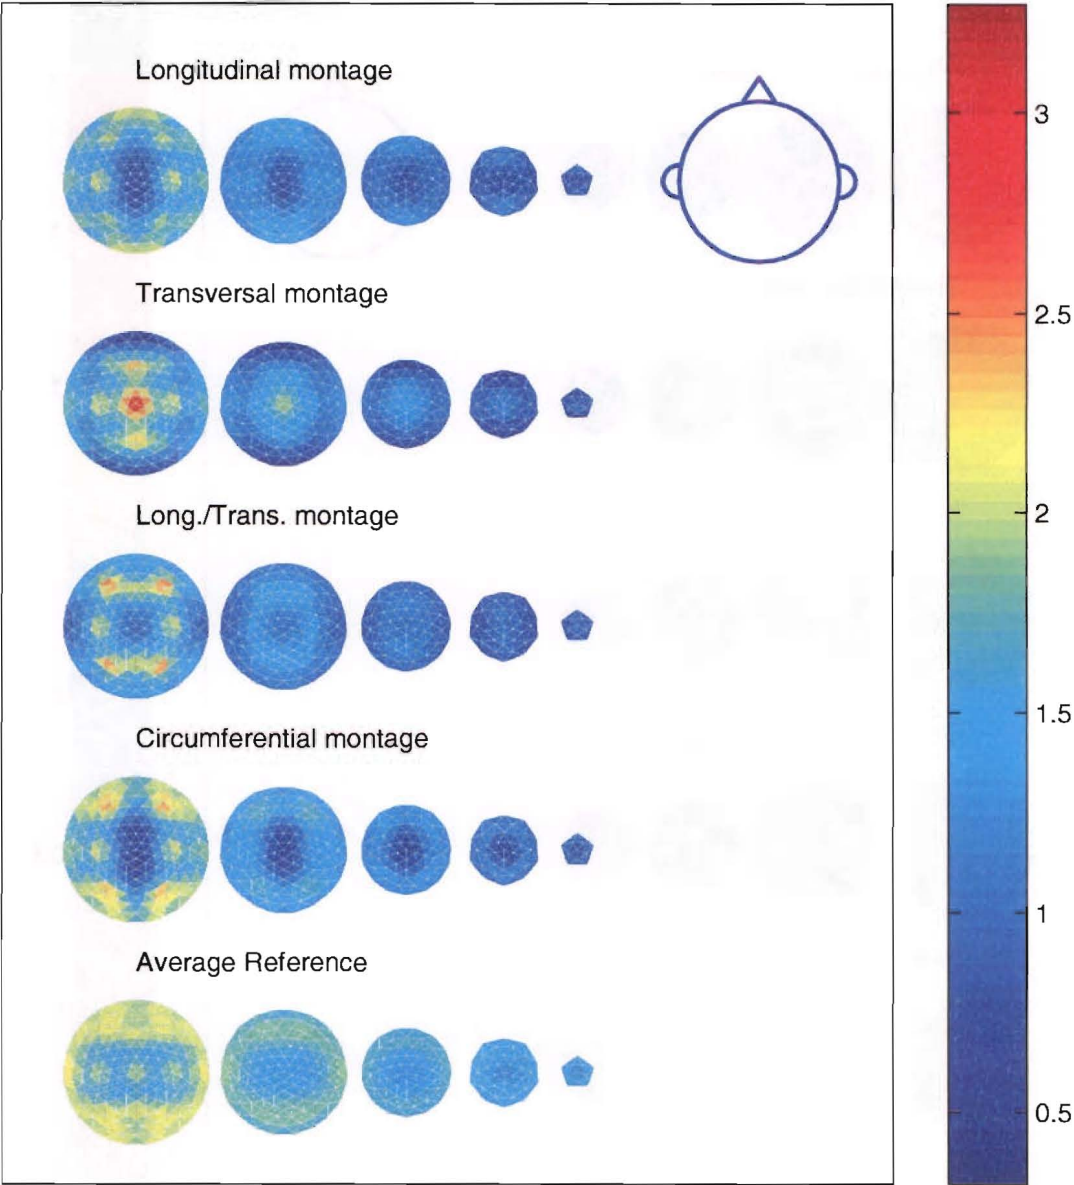 Longitudinal montage
Transversal montage
Long./Trans. montage
Circumferential montage
Average Reference
3
2.5
2
1.5
1
0.5